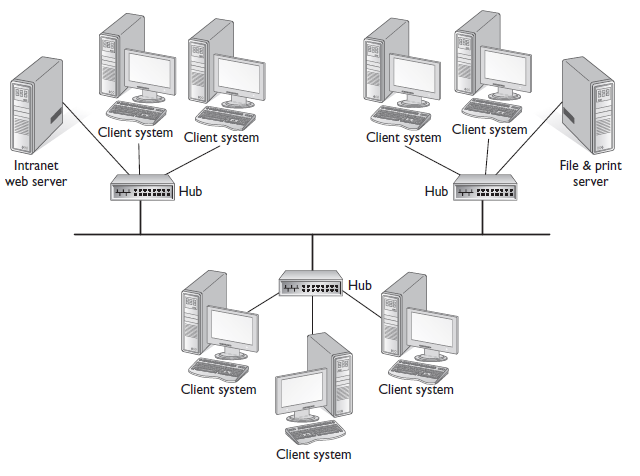 Client system
Client system
Client system
Client system
Intranet
web server
File & print
server
Hub
Hub
Hub
Client system
Client system
Client system